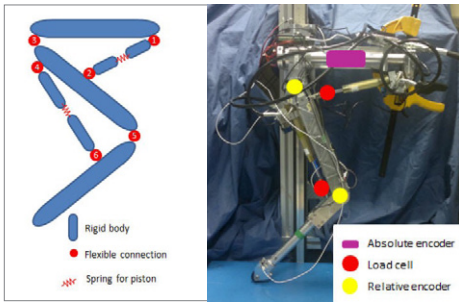 3
1
4
2
5
6
Rigid body
Flexible connection
Spring for piston
Absolute encoder
Load cell
Relative encoder